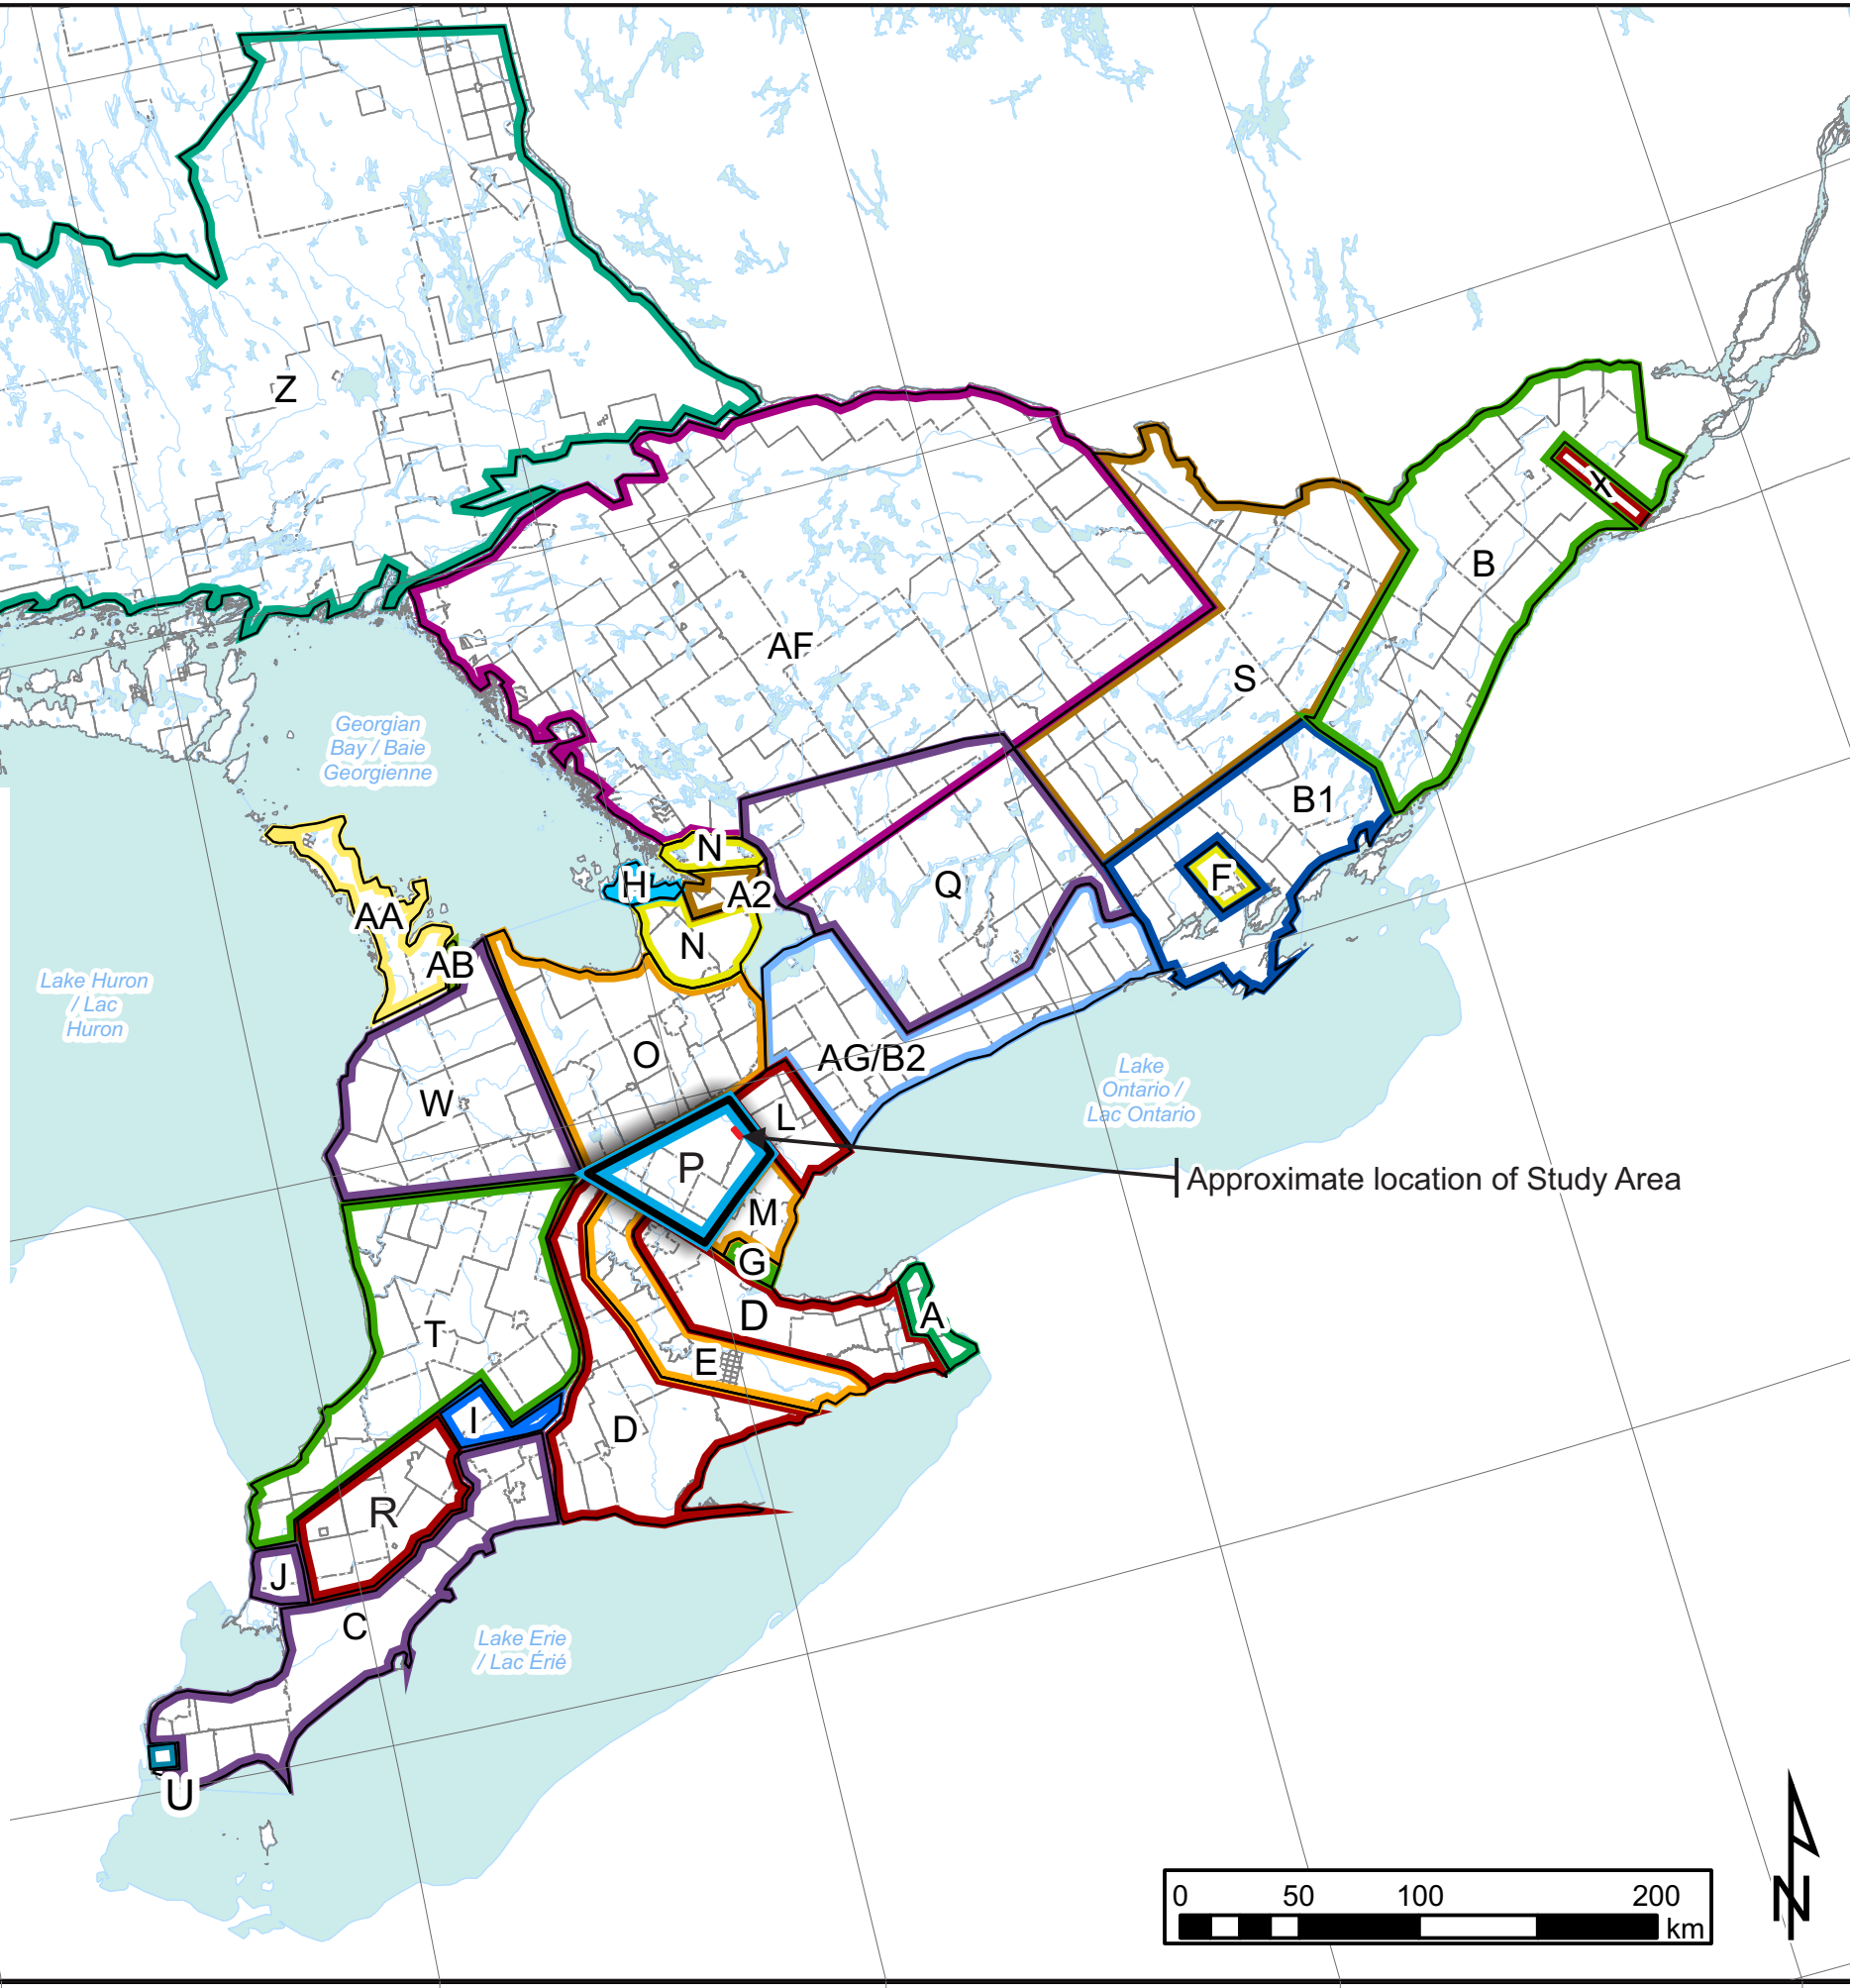 Z
X
B
AF
S
Georgian
Bay / Baie
Georgienne
B1
N
H
A2
F
Q
AA
N
AB
Lake Huron
/ Lac
Huron
O
AG/B2
Lake
Ontario /
Lac Ontario
W
L
P
Approximate location of Study Area
M
G
D
A
T
E
I
D
R
J
C
Lake Erie
/ Lac Érié
U
0 50 100 200
km
N